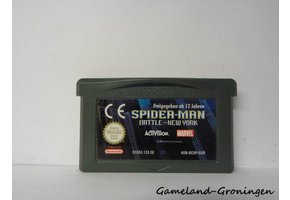 Freigegeben ab 12 Jahren
CE SPIDER-MAN
BATTLE FOR NEW YORK
ACTIVISION MARVEL
Gameland-Groningen